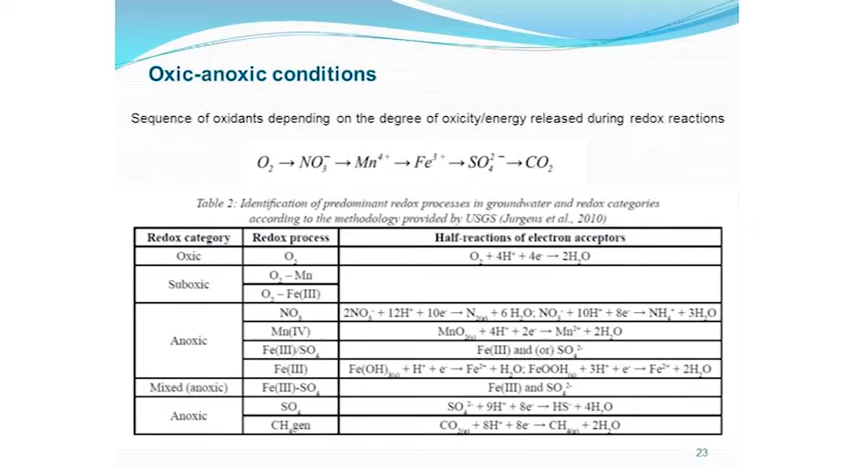 Oxic-anoxic conditions
Sequence of oxidants depending on the degree of oxicity/energy released during redox reactions
O₂ → NO₃⁻ → Mn⁴⁺ → Fe³⁺ → SO₄²⁻ → CO₂
Table 2: Identification of predominant redox processes in groundwater and redox categories
according to the methodology provided by USGS (Jurgens et al., 2010)
Redox category Redox process Half-reactions of electron acceptors
Oxic O₂ O₂ + 4H⁺ + 4e⁻ → 2H₂O
Suboxic O₂ – Mn
O₂ – Fe(III)
Anoxic NO₃ 2NO₃⁻ + 12H⁺ + 10e⁻ → N₂₍g₎ + 6 H₂O; NO₃⁻ + 10H⁺ + 8e⁻ → NH₄⁺ + 3H₂O
Mn(IV) MnO₂₍s₎ + 4H⁺ + 2e⁻ → Mn²⁺ + 2H₂O
Fe(III)/SO₄ Fe(III) and (or) SO₄²⁻
Fe(III) Fe(OH) + H⁺ + e⁻ → Fe²⁺ + H₂O; FeOOH₍s₎ + 3H⁺ + e⁻ → Fe²⁺ + 2H₂O
Mixed (anoxic) Fe(III)-SO₄ Fe(III) and SO₄²⁻
Anoxic SO₄ SO₄²⁻ + 9H⁺ + 8e⁻ → HS⁻ + 4H₂O
CH₄gen CO₂₍g₎ + 8H⁺ + 8e⁻ → CH₄₍g₎ + 2H₂O
23